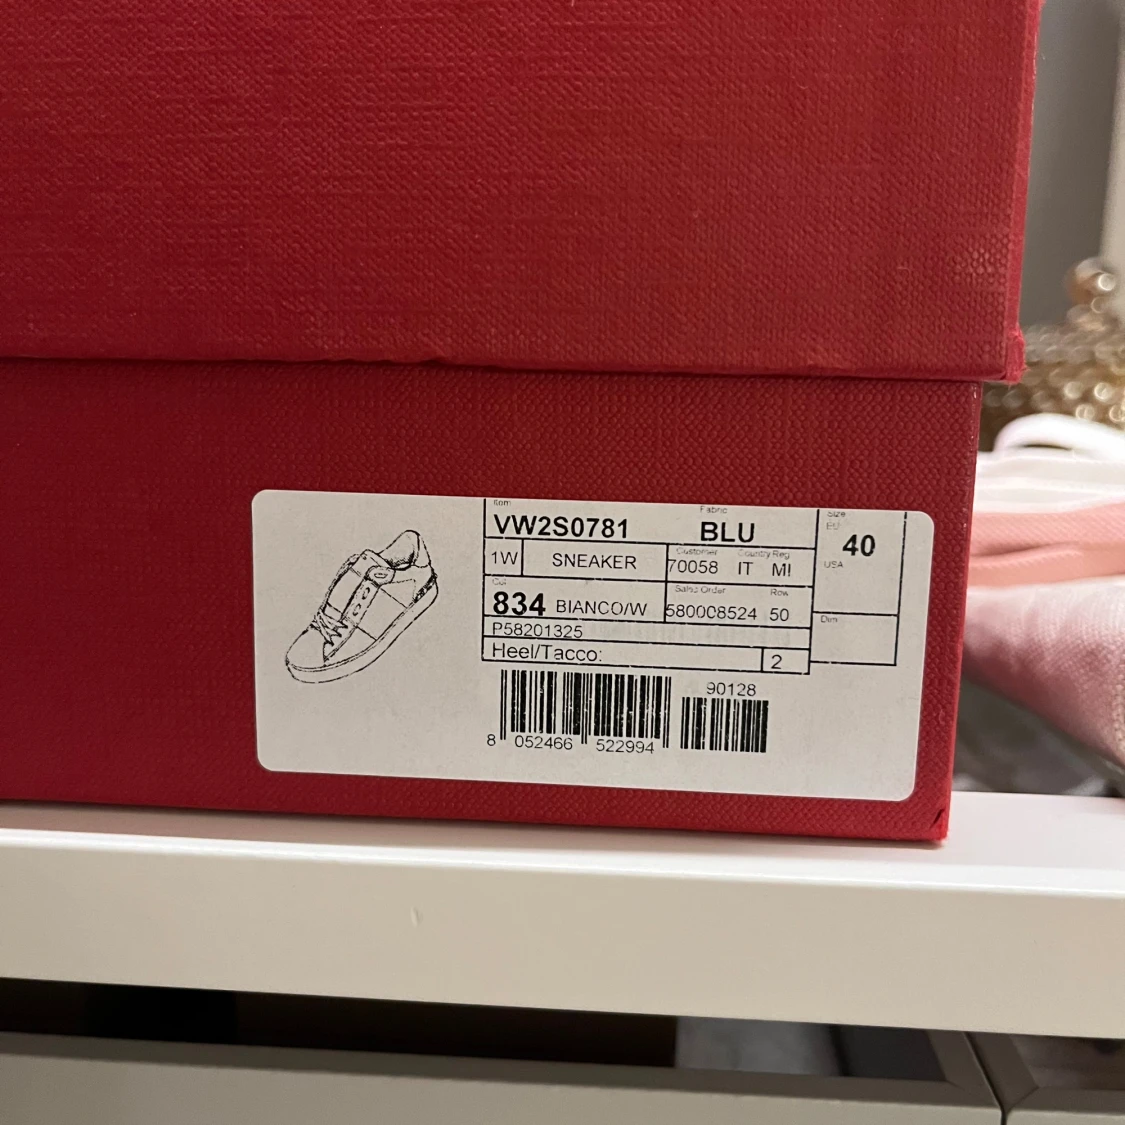 Item Fabric Size
VW2S0781 BLU EU 40
1W SNEAKER Customer Country Reg USA
70058 IT MI
Col Sales Order Row
834 BIANCO/W 580008524 50 Dim
P58201325
Heel/Tacco: 2
90128
8 052466 522994